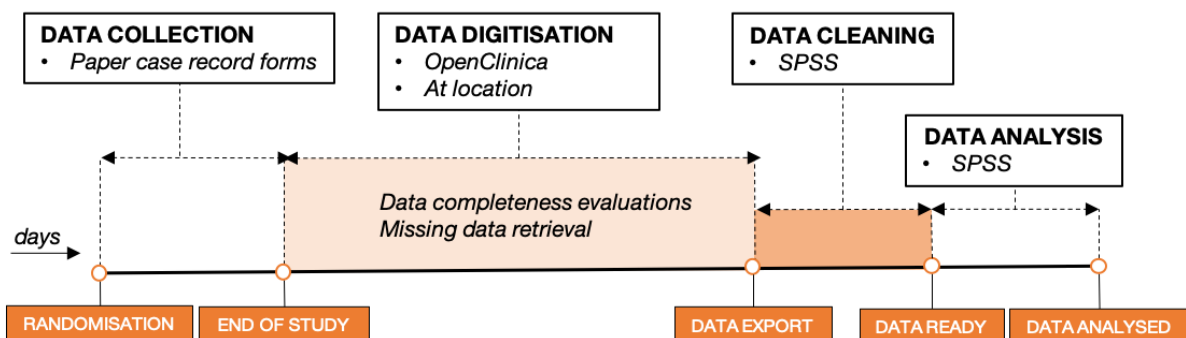 DATA COLLECTION
• Paper case record forms
DATA DIGITISATION
• OpenClinica
• At location
DATA CLEANING
• SPSS
DATA ANALYSIS
• SPSS
Data completeness evaluations
Missing data retrieval
days
RANDOMISATION
END OF STUDY
DATA EXPORT
DATA READY
DATA ANALYSED